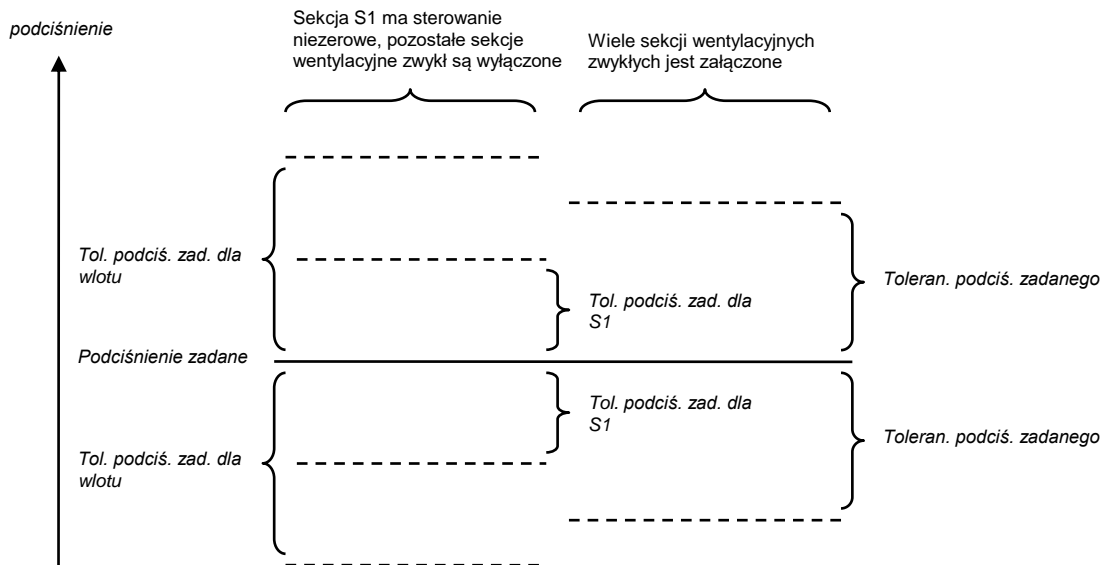 podciśnienie
Sekcja S1 ma sterowanie
niezerowe, pozostałe sekcje
wentylacyjne zwykł są wyłączone
Wiele sekcji wentylacyjnych
zwykłych jest załączone
Tol. podciś. zad. dla
wlotu
Tol. podciś. zad. dla
S1
Toleran. podciś. zadanego
Podciśnienie zadane
Tol. podciś. zad. dla
S1
Tol. podciś. zad. dla
wlotu
Toleran. podciś. zadanego